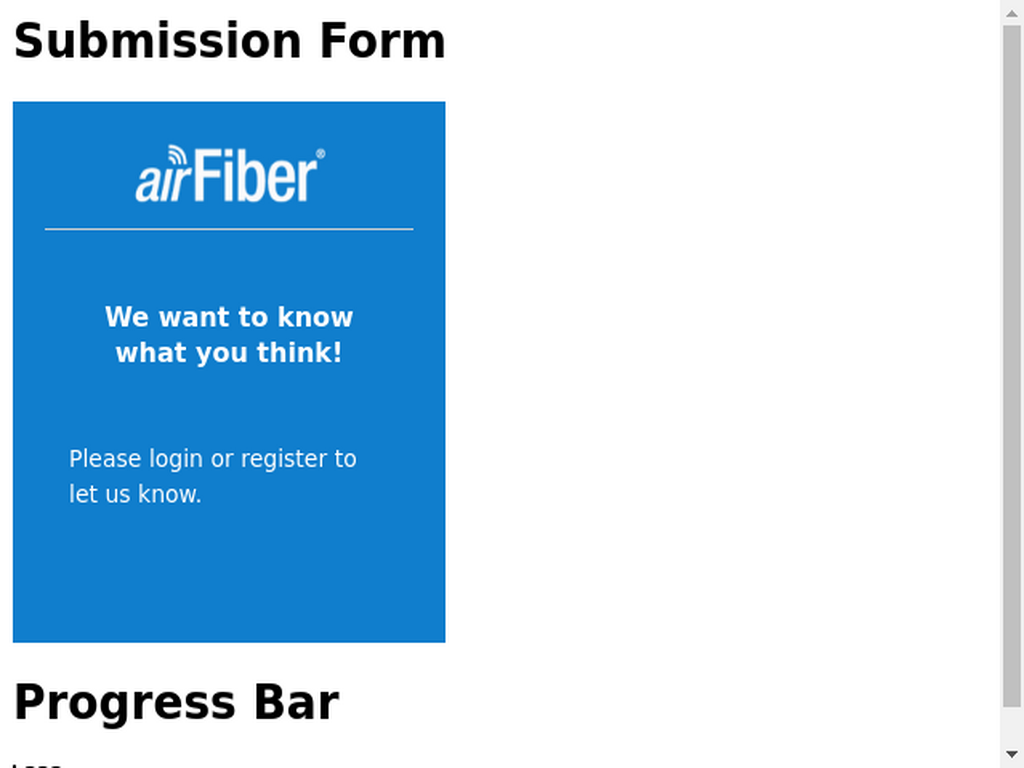 Submission Form
airFiber®
We want to know
what you think!
Please login or register to
let us know.
Progress Bar